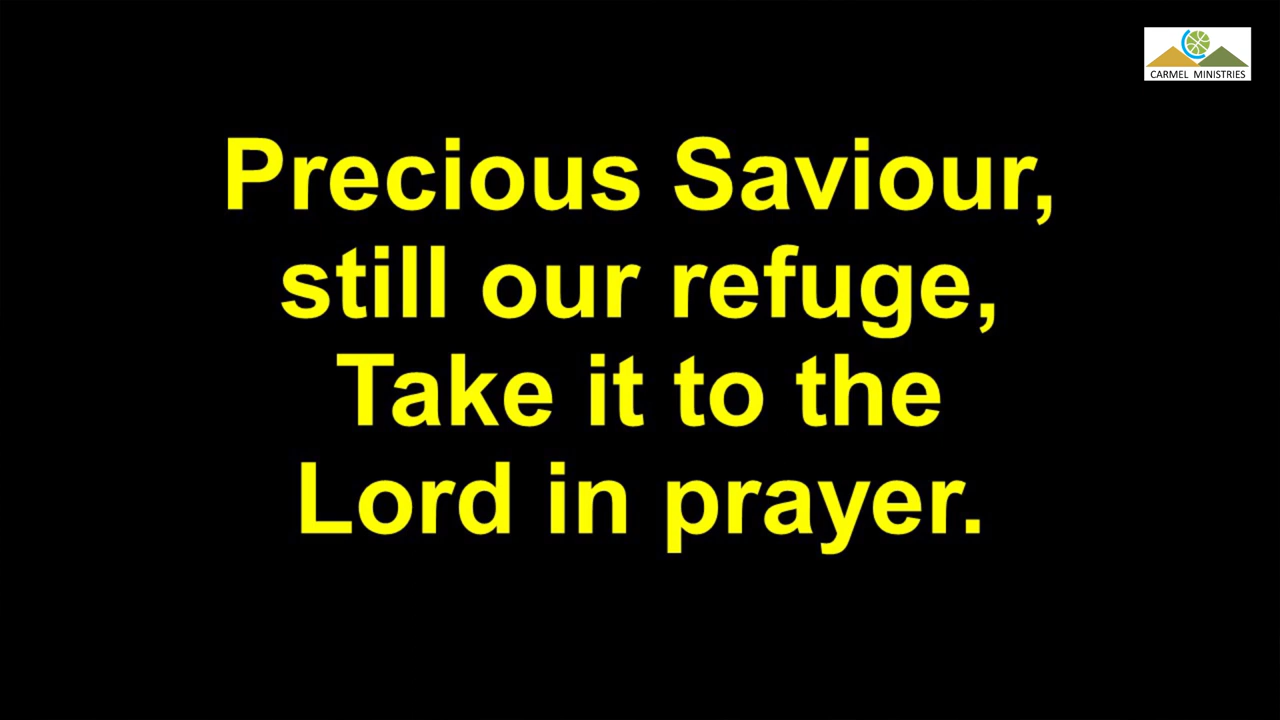 CARMEL MINISTRIES
Precious Saviour,
still our refuge,
Take it to the
Lord in prayer.